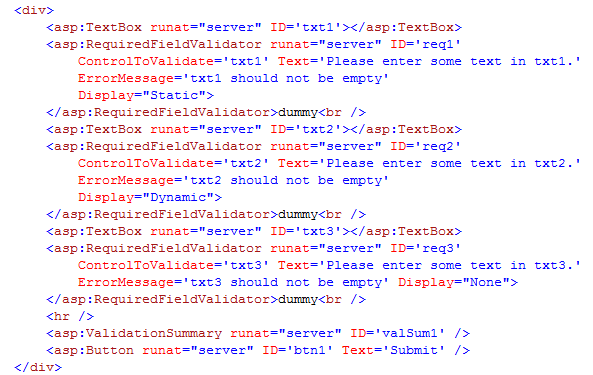 <div>
<asp:TextBox runat="server" ID='txt1'></asp:TextBox>
<asp:RequiredFieldValidator runat="server" ID='req1'
ControlToValidate='txt1' Text='Please enter some text in txt1.'
ErrorMessage='txt1 should not be empty'
Display="Static">
</asp:RequiredFieldValidator>dummy<br />
<asp:TextBox runat="server" ID='txt2'></asp:TextBox>
<asp:RequiredFieldValidator runat="server" ID='req2'
ControlToValidate='txt2' Text='Please enter some text in txt2.'
ErrorMessage='txt2 should not be empty'
Display="Dynamic">
</asp:RequiredFieldValidator>dummy<br />
<asp:TextBox runat="server" ID='txt3'></asp:TextBox>
<asp:RequiredFieldValidator runat="server" ID='req3'
ControlToValidate='txt3' Text='Please enter some text in txt3.'
ErrorMessage='txt3 should not be empty' Display="None">
</asp:RequiredFieldValidator>dummy<br />
<hr />
<asp:ValidationSummary runat="server" ID='valSum1' />
<asp:Button runat="server" ID='btn1' Text='Submit' />
</div>